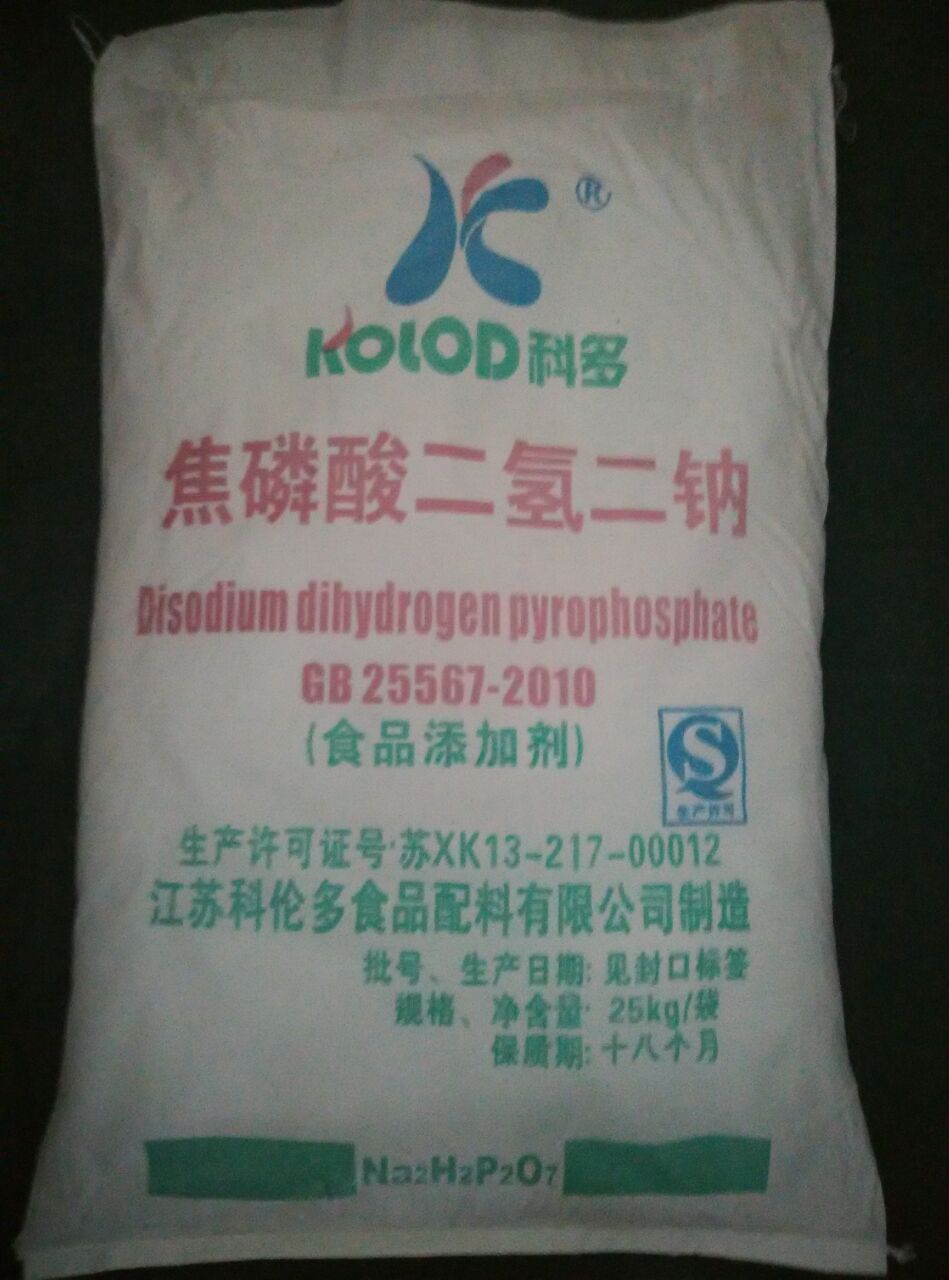 ®
KOLOD科多
焦磷酸二氢二钠
Disodium dihydrogen pyrophosphate
GB 25567-2010
(食品添加剂)
生产许可
生产许可证号:苏XK13-217-00012
江苏科伦多食品配料有限公司制造
批号、生产日期:见封口标签
规格、净含量:25kg/袋
保质期:十八个月
Na2H2P2O7